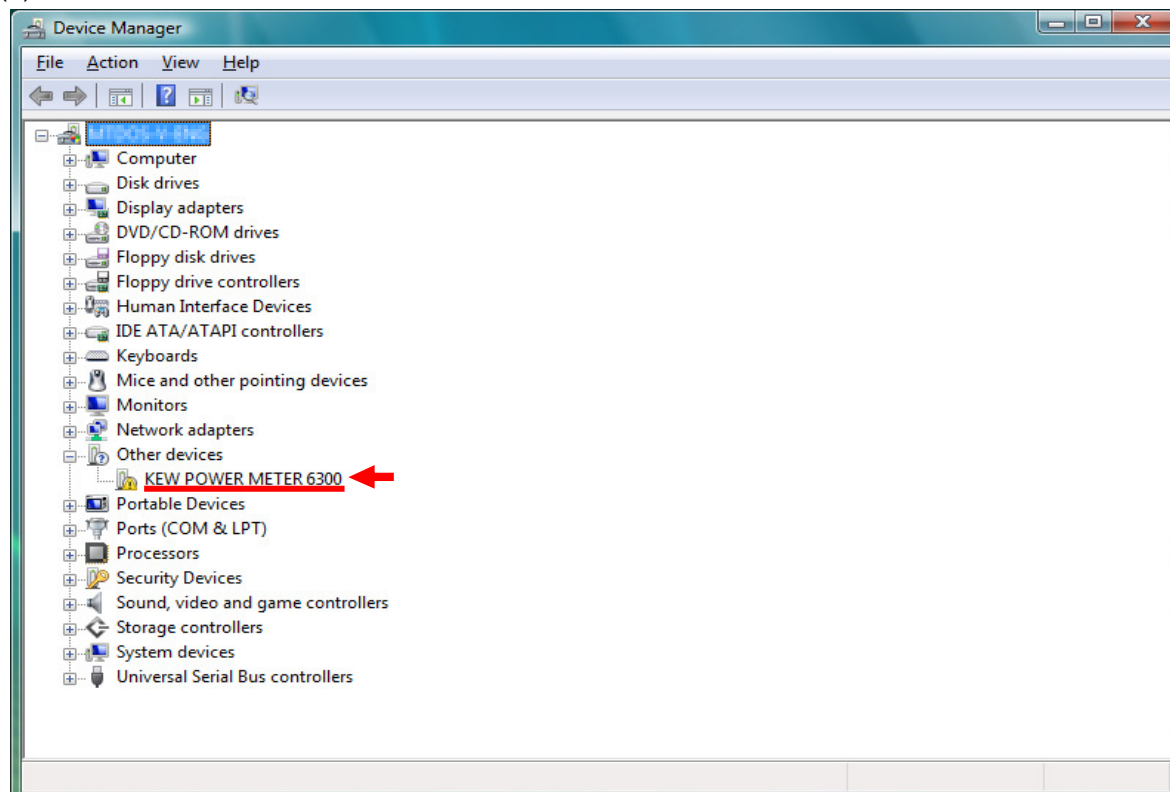 Device Manager
File Action View Help
Computer
Disk drives
Display adapters
DVD/CD-ROM drives
Floppy disk drives
Floppy drive controllers
Human Interface Devices
IDE ATA/ATAPI controllers
Keyboards
Mice and other pointing devices
Monitors
Network adapters
Other devices
KEW POWER METER 6300
Portable Devices
Ports (COM & LPT)
Processors
Security Devices
Sound, video and game controllers
Storage controllers
System devices
Universal Serial Bus controllers